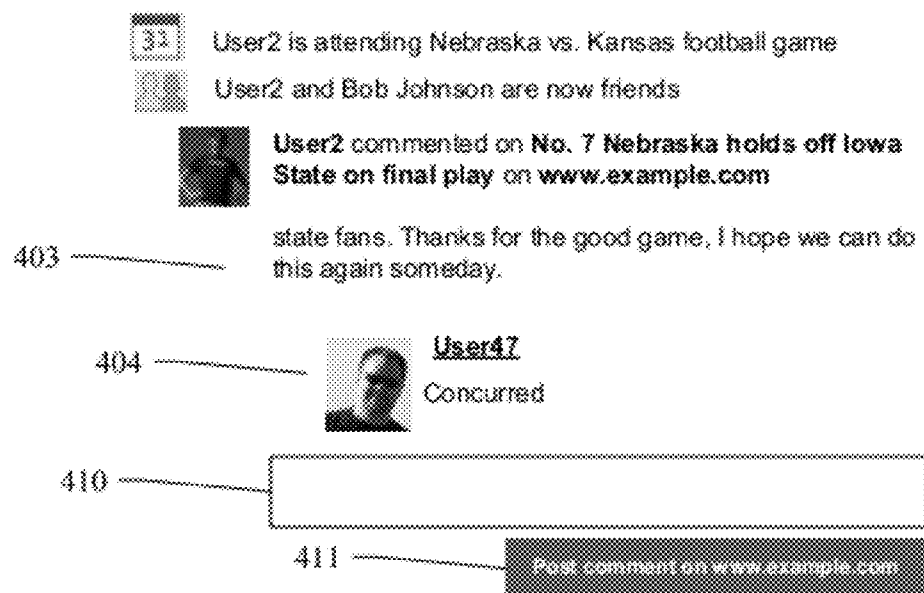 31 User2 is attending Nebraska vs. Kansas football game
User2 and Bob Johnson are now friends
User2 commented on No. 7 Nebraska holds off Iowa
State on final play on www.example.com
state fans. Thanks for the good game, I hope we can do
403
this again someday.
404
User47
Concurred
410
411
Post comment on www.example.com